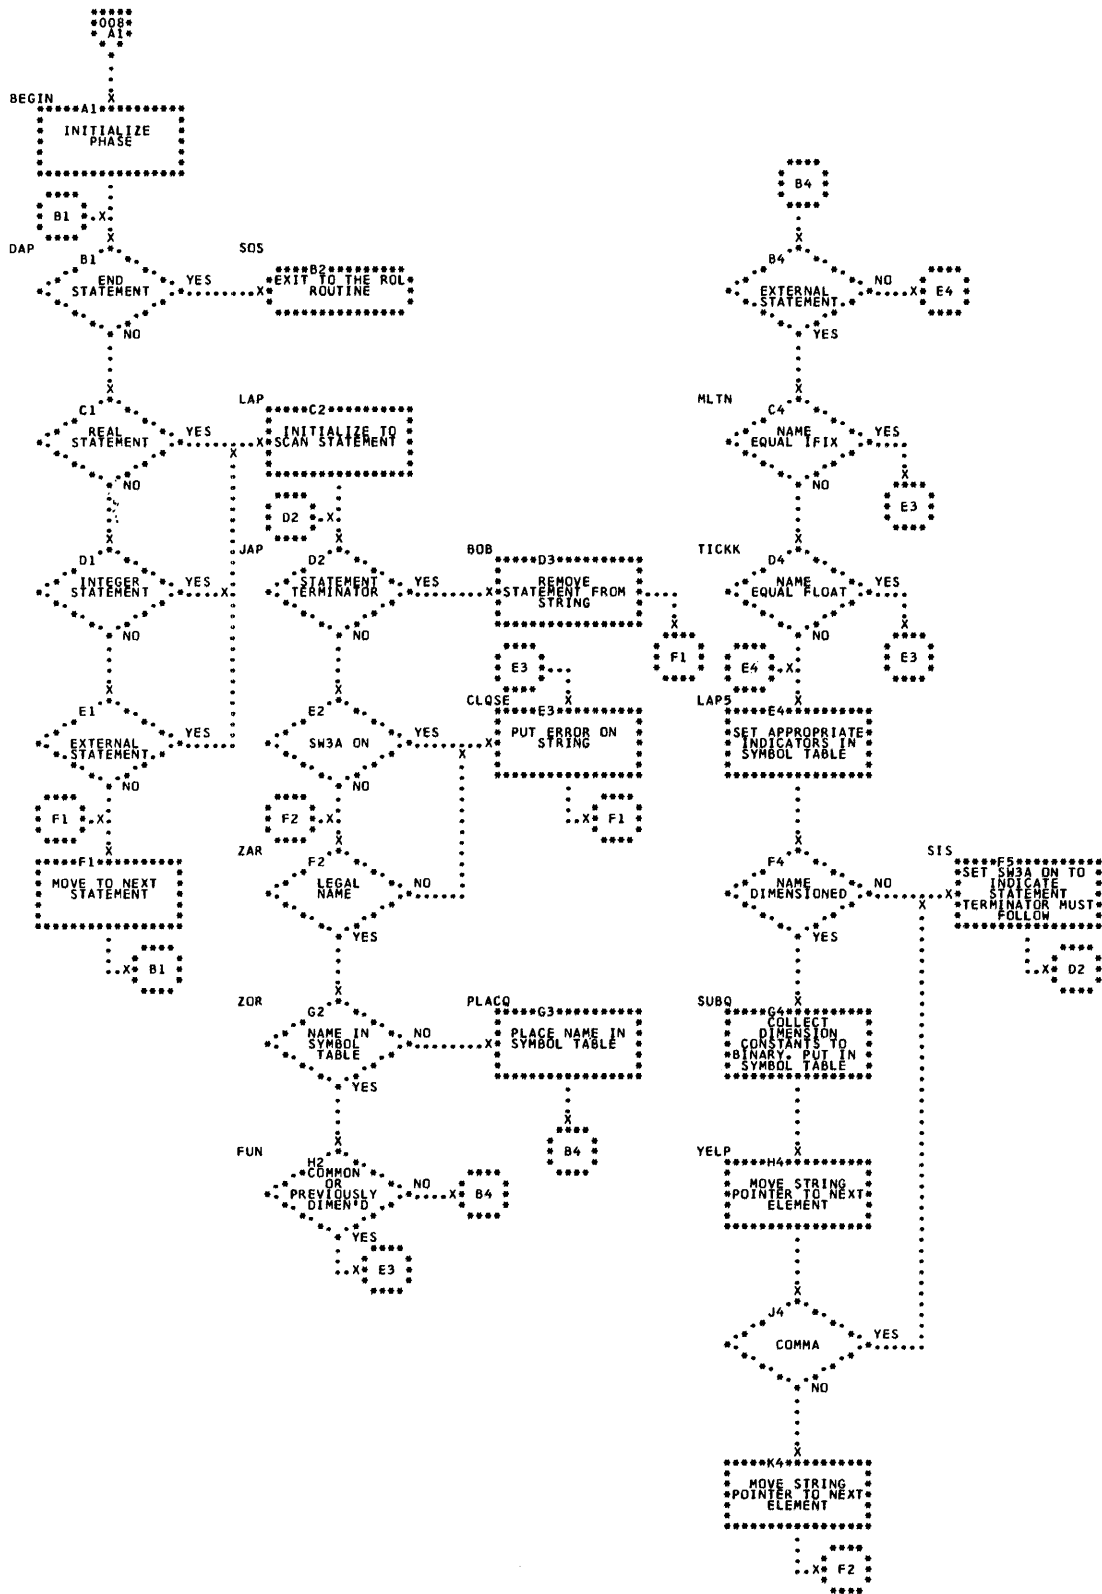 008
A1
BEGIN
A1
INITIALIZE
PHASE
B1
DAP
B1
END
STATEMENT
YES
NO
SOS
B2
EXIT TO THE ROL
ROUTINE
C1
REAL
STATEMENT
YES
NO
LAP
C2
INITIALIZE TO
SCAN STATEMENT
D2
D1
INTEGER
STATEMENT
YES
NO
JAP
D2
STATEMENT
TERMINATOR
YES
NO
BOB
D3
REMOVE
STATEMENT FROM
STRING
F1
E1
EXTERNAL
STATEMENT
YES
NO
E2
SW3A ON
YES
NO
E3
CLOSE
E3
PUT ERROR ON
STRING
F1
F1
F1
MOVE TO NEXT
STATEMENT
B1
F2
ZAR
F2
LEGAL
NAME
NO
YES
ZOR
G2
NAME IN
SYMBOL
TABLE
NO
YES
PLACQ
G3
PLACE NAME IN
SYMBOL TABLE
B4
FUN
H2
COMMON
OR
PREVIOUSLY
DIMEN'D
NO
B4
YES
E3
B4
B4
EXTERNAL
STATEMENT
NO
E4
YES
MLTN
C4
NAME
EQUAL IFIX
YES
E3
NO
TICKK
D4
NAME
EQUAL FLOAT
YES
E3
NO
E4
LAP5
E4
SET APPROPRIATE
INDICATORS IN
SYMBOL TABLE
F4
NAME
DIMENSIONED
NO
YES
SIS
F5
SET SW3A ON TO
INDICATE
STATEMENT
TERMINATOR MUST
FOLLOW
D2
SUBQ
G4
COLLECT
DIMENSION
CONSTANTS TO
BINARY. PUT IN
SYMBOL TABLE
YELP
H4
MOVE STRING
POINTER TO NEXT
ELEMENT
J4
COMMA
YES
NO
K4
MOVE STRING
POINTER TO NEXT
ELEMENT
F2